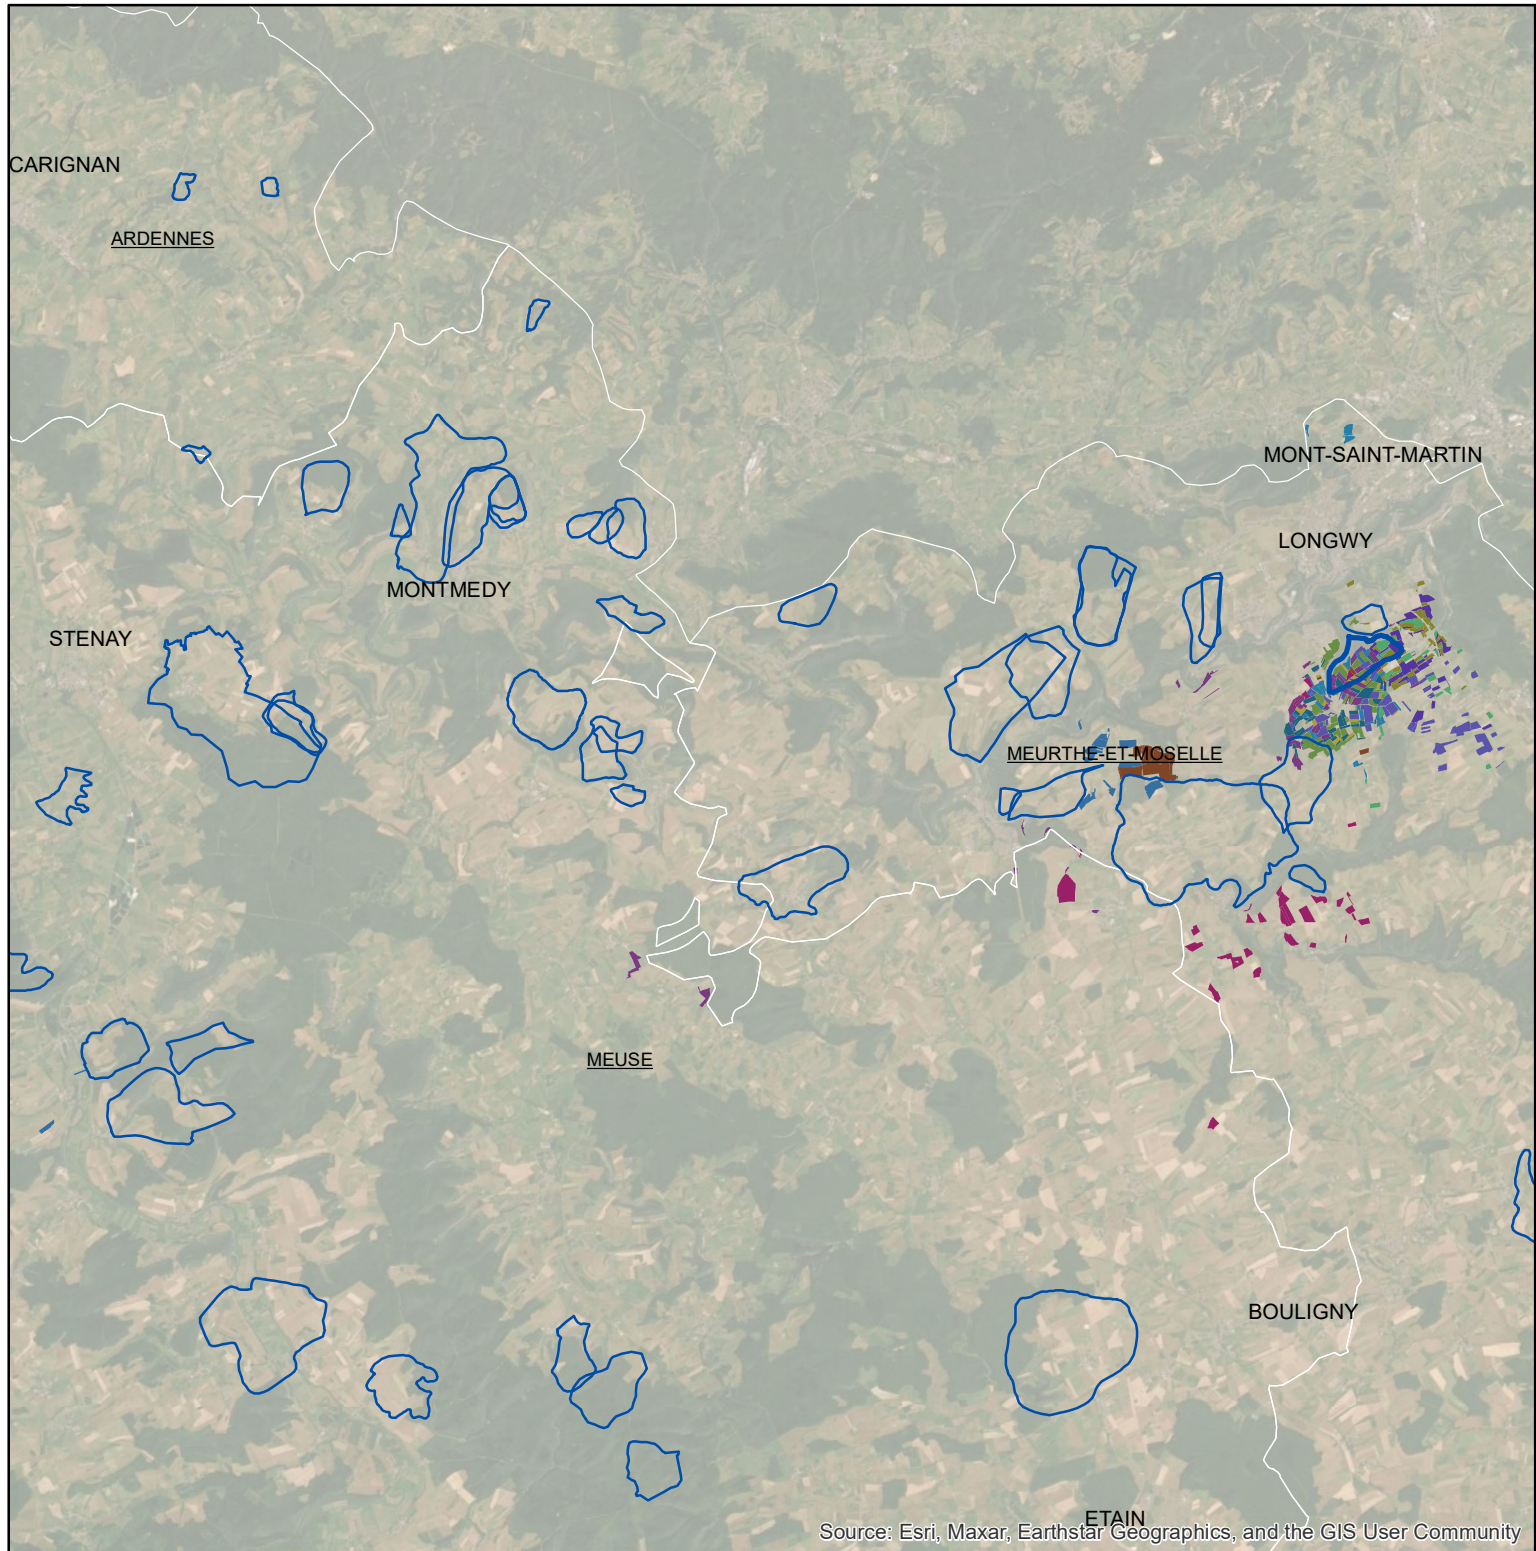 CARIGNAN
ARDENNES
MONT-SAINT-MARTIN
LONGWY
MONTMEDY
STENAY
MEURTHE-ET-MOSELLE
MEUSE
BOULIGNY
ETAIN
Source: Esri, Maxar, Earthstar Geographics, and the GIS User Community